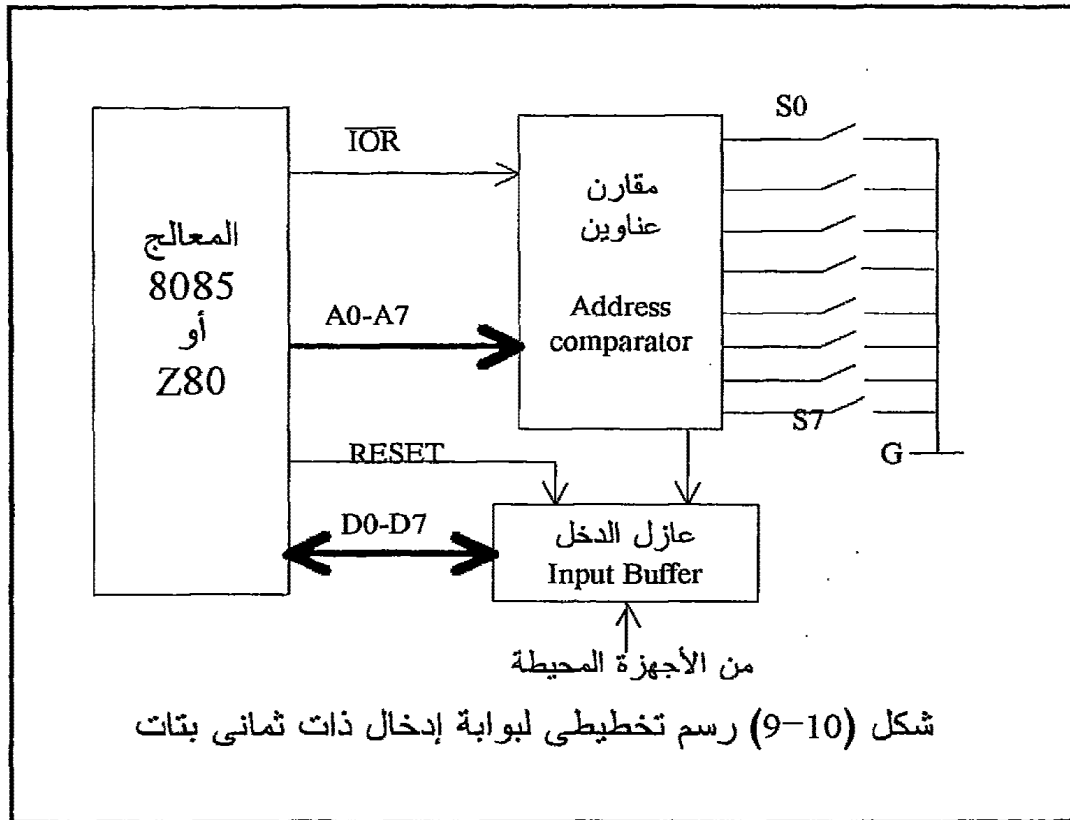 S0
IOR
مقارن
عناوين
المعالج
8085
أو
Z80
A0-A7
Address
comparator
S7
G
RESET
D0-D7
عازل الدخل
Input Buffer
من الأجهزة المحيطة
شكل (10-9) رسم تخطيطى لبوابة إدخال ذات ثمانى بتات